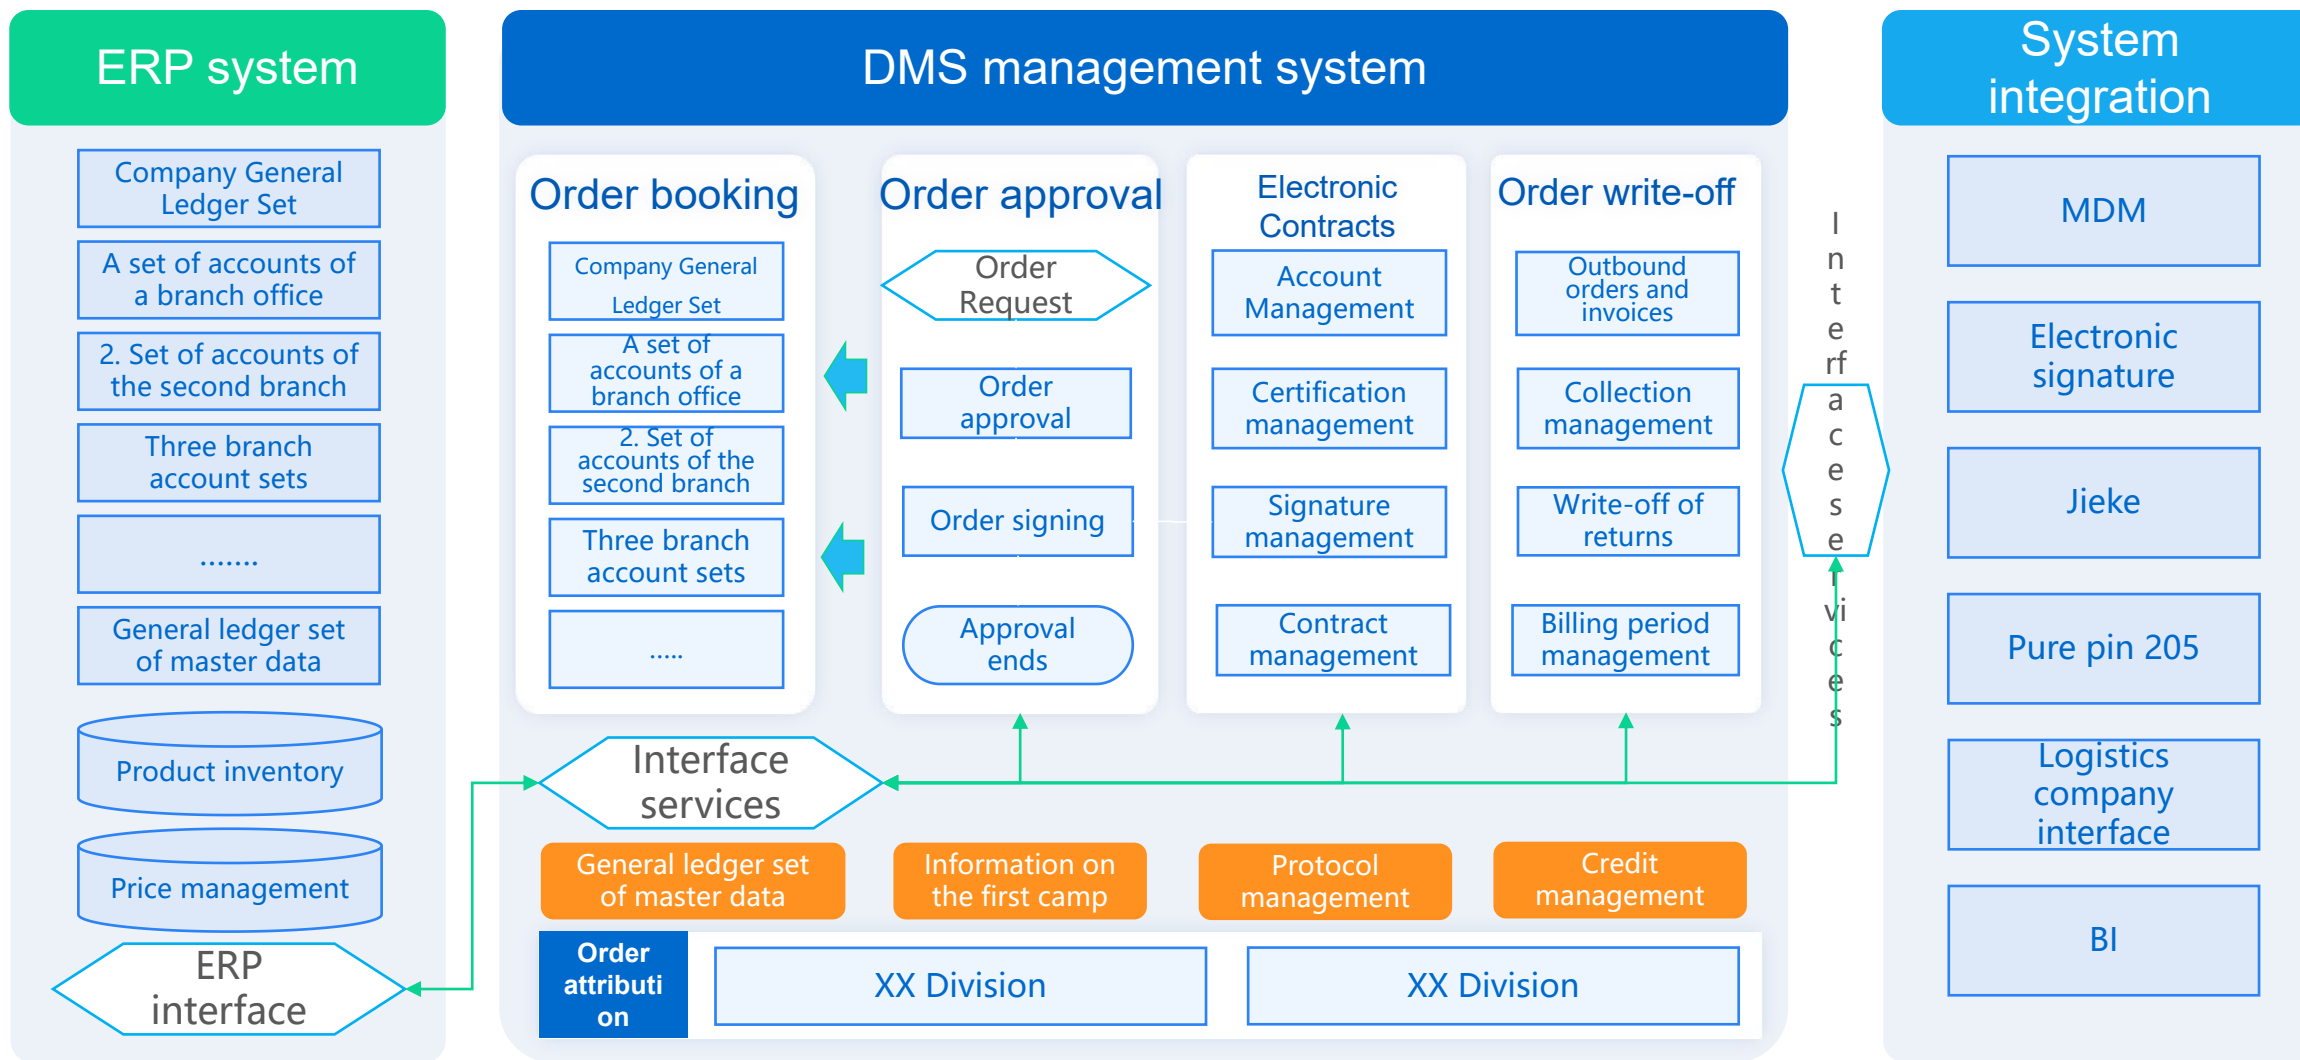 ERP system
Company General
Ledger Set
A set of accounts of
a branch office
2. Set of accounts of
the second branch
Three branch
account sets
.......
General ledger set
of master data
Product inventory
Price management
ERP
interface
DMS management system
Order booking
Company General
Ledger Set
A set of
accounts of a
branch office
2. Set of
accounts of the
second branch
Three branch
account sets
.....
Order approval
Order
Request
Order
approval
Order signing
Approval
ends
Electronic
Contracts
Account
Management
Certification
management
Signature
management
Contract
management
Order write-off
Outbound
orders and
invoices
Collection
management
Write-off of
returns
Billing period
management
Interface
services
General ledger set
of master data
Information on
the first camp
Protocol
management
Credit
management
Order
attributi
on
XX Division
XX Division
I
n
t
e
rf
a
c
e
s
e
r
vi
c
e
s
System
integration
MDM
Electronic
signature
Jieke
Pure pin 205
Logistics
company
interface
BI